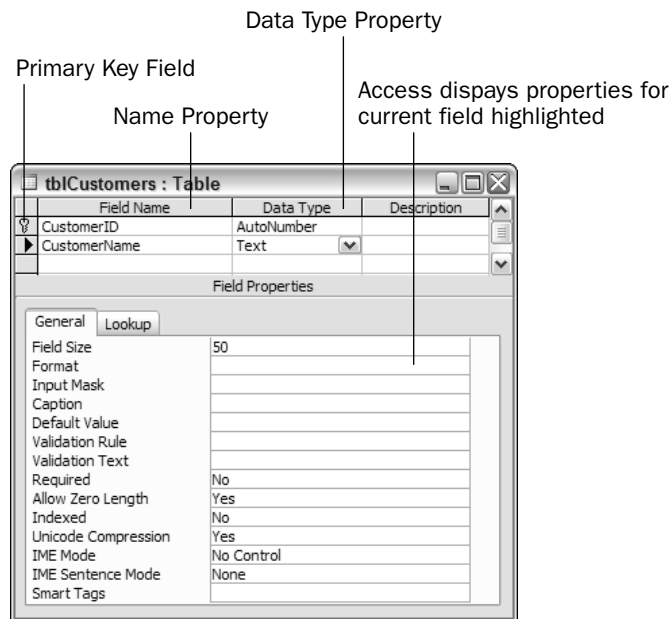 Data Type Property
Primary Key Field
Access dispays properties for
current field highlighted
Name Property
tblCustomers : Table
Field Name Data Type Description
CustomerID AutoNumber
CustomerName Text
Field Properties
General Lookup
Field Size 50
Format
Input Mask
Caption
Default Value
Validation Rule
Validation Text
Required No
Allow Zero Length Yes
Indexed No
Unicode Compression Yes
IME Mode No Control
IME Sentence Mode None
Smart Tags